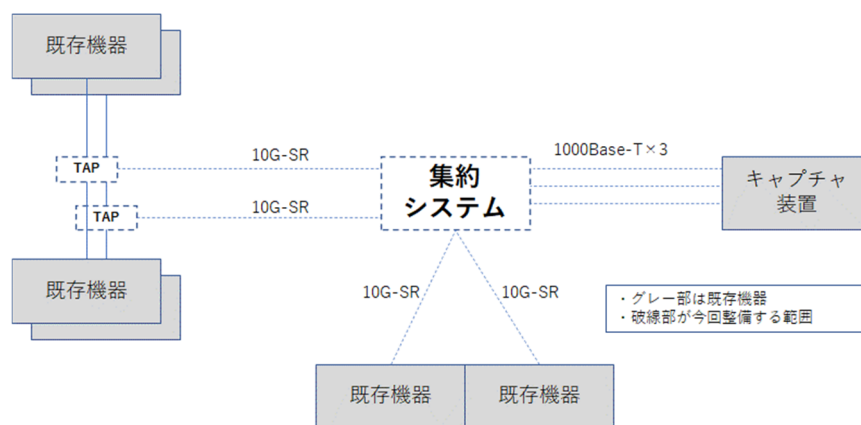 既存機器
TAP
10G-SR
集約
システム
1000Base-T×3
キャプチャ
装置
TAP
10G-SR
既存機器
10G-SR
10G-SR
・グレー部は既存機器
・破線部が今回整備する範囲
既存機器
既存機器